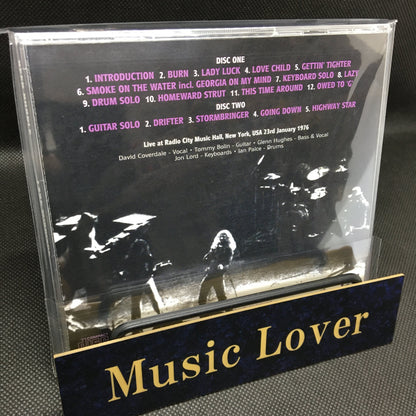 DISC ONE
1. INTRODUCTION 2. BURN 3. LADY LUCK 4. LOVE CHILD 5. GETTIN' TIGHTER
6. SMOKE ON THE WATER incl. GEORGIA ON MY MIND 7. KEYBOARD SOLO 8. LAZY
9. DRUM SOLO 10. HOMEWARD STRUT 11. THIS TIME AROUND 12. OWED TO 'G'
DISC TWO
1. GUITAR SOLO 2. DRIFTER 3. STORMBRINGER 4. GOING DOWN 5. HIGHWAY STAR
Live at Radio City Music Hall, New York, USA 23rd January 1976
David Coverdale - Vocal • Tommy Bolin - Guitar • Glenn Hughes - Bass & Vocal
Jon Lord - Keyboards • Ian Paice - Drums
Music Lover